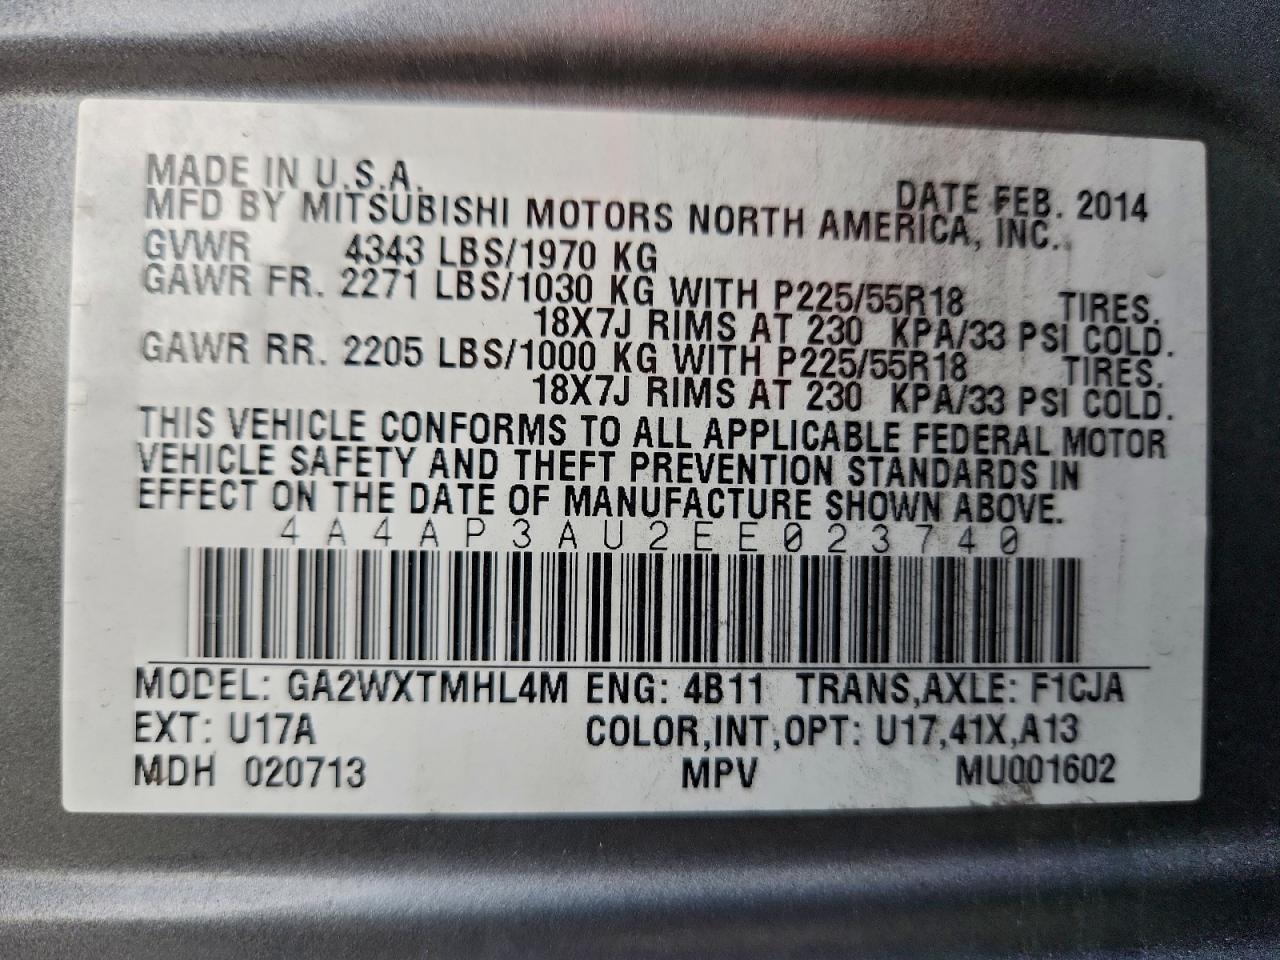 MADE IN U.S.A. DATE FEB. 2014
MFD BY MITSUBISHI MOTORS NORTH AMERICA, INC.
GVWR 4343 LBS/1970 KG
GAWR FR. 2271 LBS/1030 KG WITH P225/55R18 TIRES.
18X7J RIMS AT 230 KPA/33 PSI COLD.
GAWR RR. 2205 LBS/1000 KG WITH P225/55R18 TIRES.
18X7J RIMS AT 230 KPA/33 PSI COLD.
THIS VEHICLE CONFORMS TO ALL APPLICABLE FEDERAL MOTOR
VEHICLE SAFETY AND THEFT PREVENTION STANDARDS IN
EFFECT ON THE DATE OF MANUFACTURE SHOWN ABOVE.
4A4AP3AU2EE023740
MODEL: GA2WXTMHL4M ENG: 4B11 TRANS,AXLE: F1CJA
EXT: U17A COLOR,INT,OPT: U17,41X,A13
MDH 020713 MPV MU001602